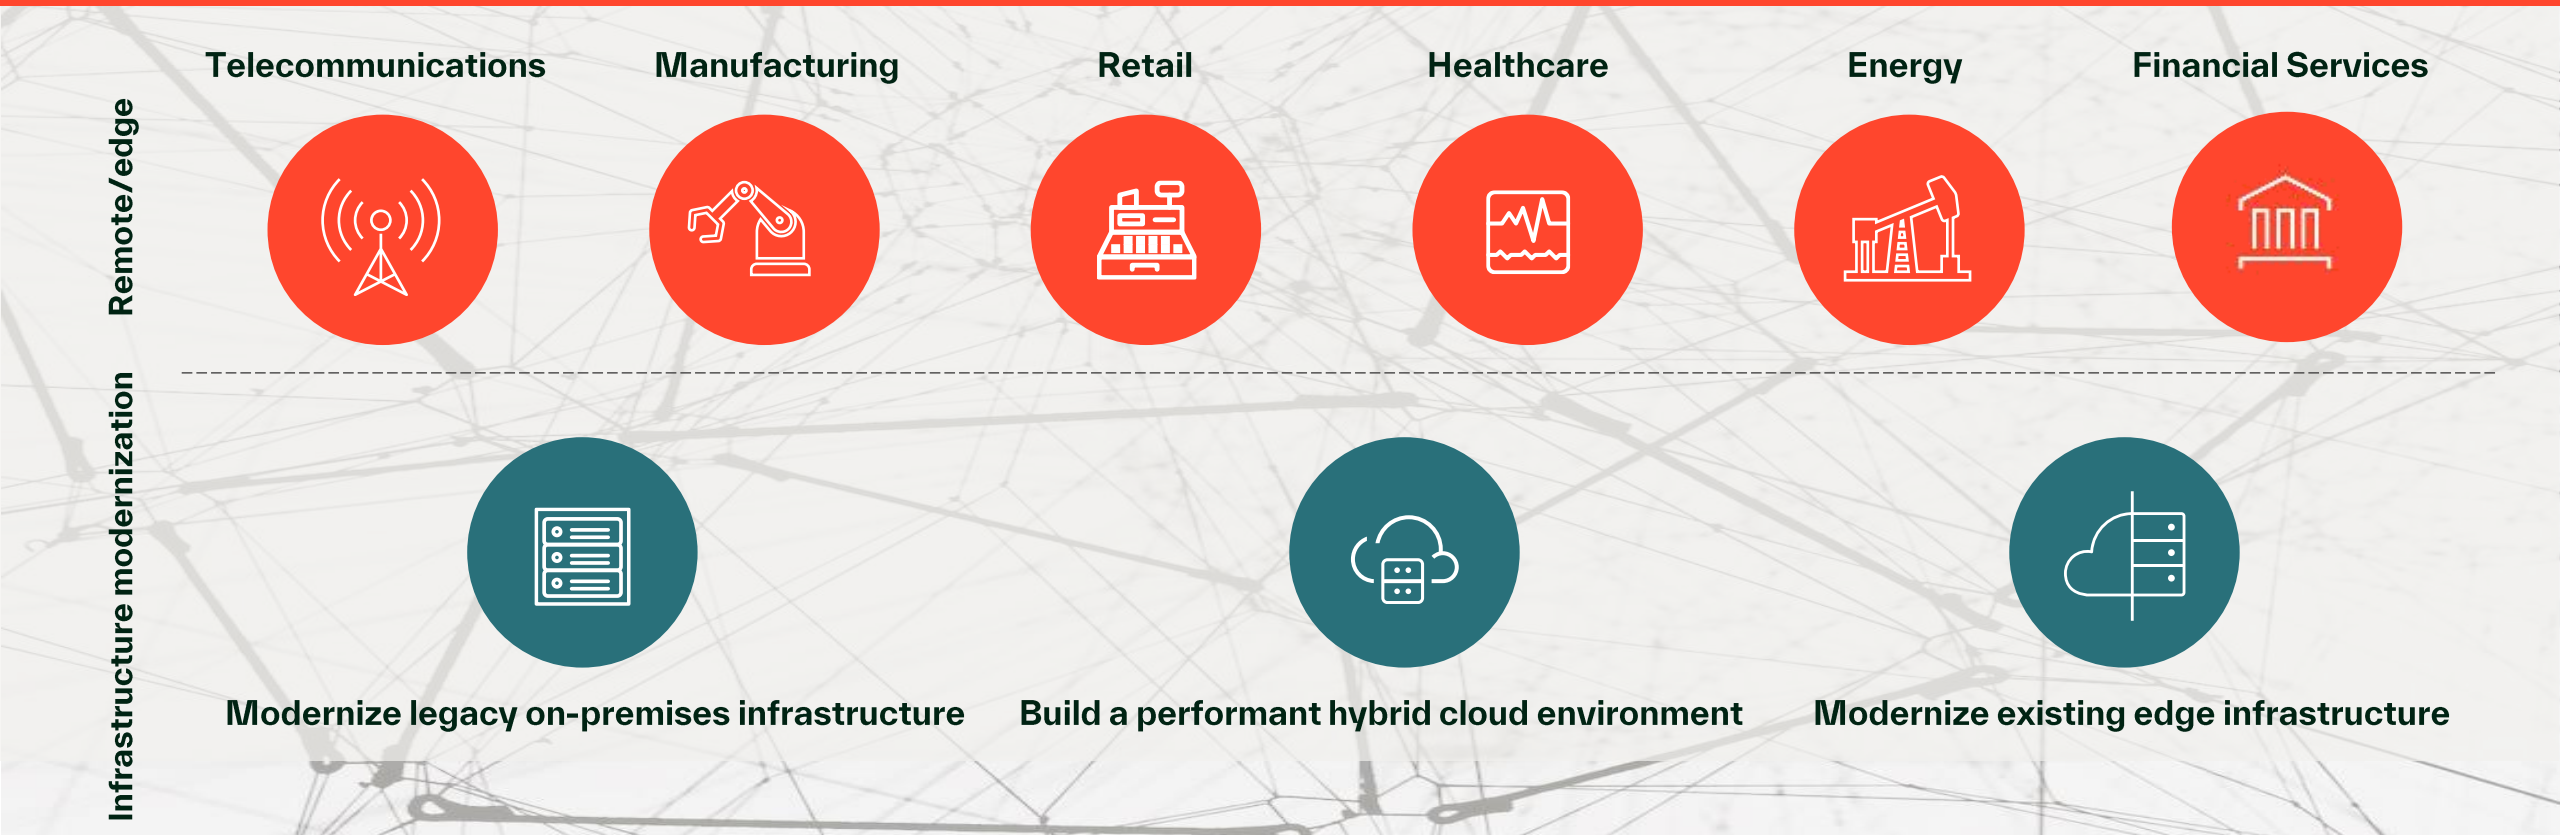 Telecommunications
Manufacturing
Retail
Healthcare
Energy
Financial Services
Remote/edge
Infrastructure modernization
Modernize legacy on-premises infrastructure
Build a performant hybrid cloud environment
Modernize existing edge infrastructure